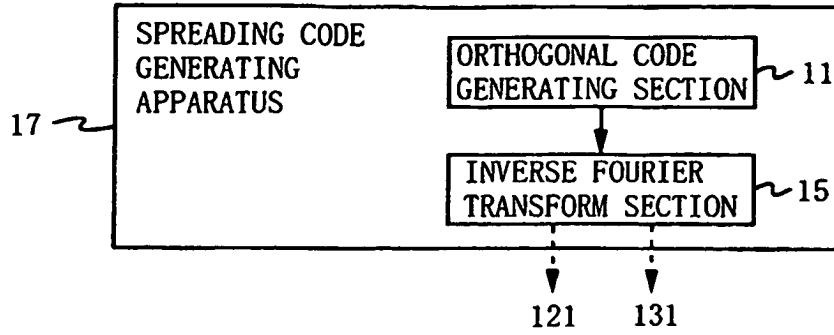 SPREADING CODE
GENERATING
APPARATUS
ORTHOGONAL CODE
GENERATING SECTION
11
17
INVERSE FOURIER
TRANSFORM SECTION
15
121
131